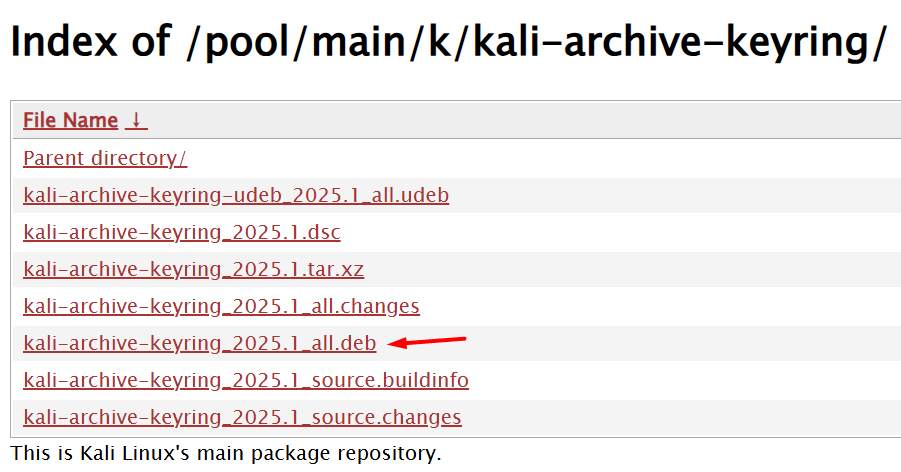 Index of /pool/main/k/kali-archive-keyring/
File Name ↓
Parent directory/
kali-archive-keyring-udeb_2025.1_all.udeb
kali-archive-keyring_2025.1.dsc
kali-archive-keyring_2025.1.tar.xz
kali-archive-keyring_2025.1_all.changes
kali-archive-keyring_2025.1_all.deb
kali-archive-keyring_2025.1_source.buildinfo
kali-archive-keyring_2025.1_source.changes
This is Kali Linux's main package repository.